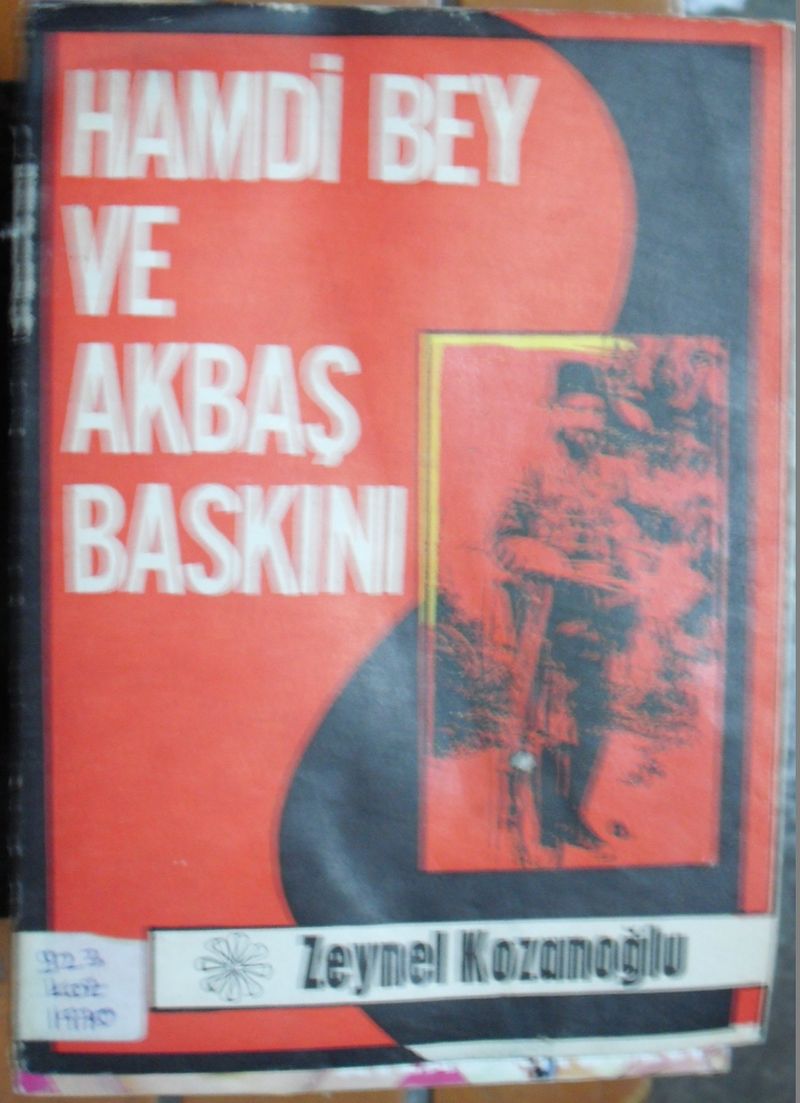 HAMDİ BEY
VE
AKBAŞ
BASKINI
Zeynel Kozanoğlu